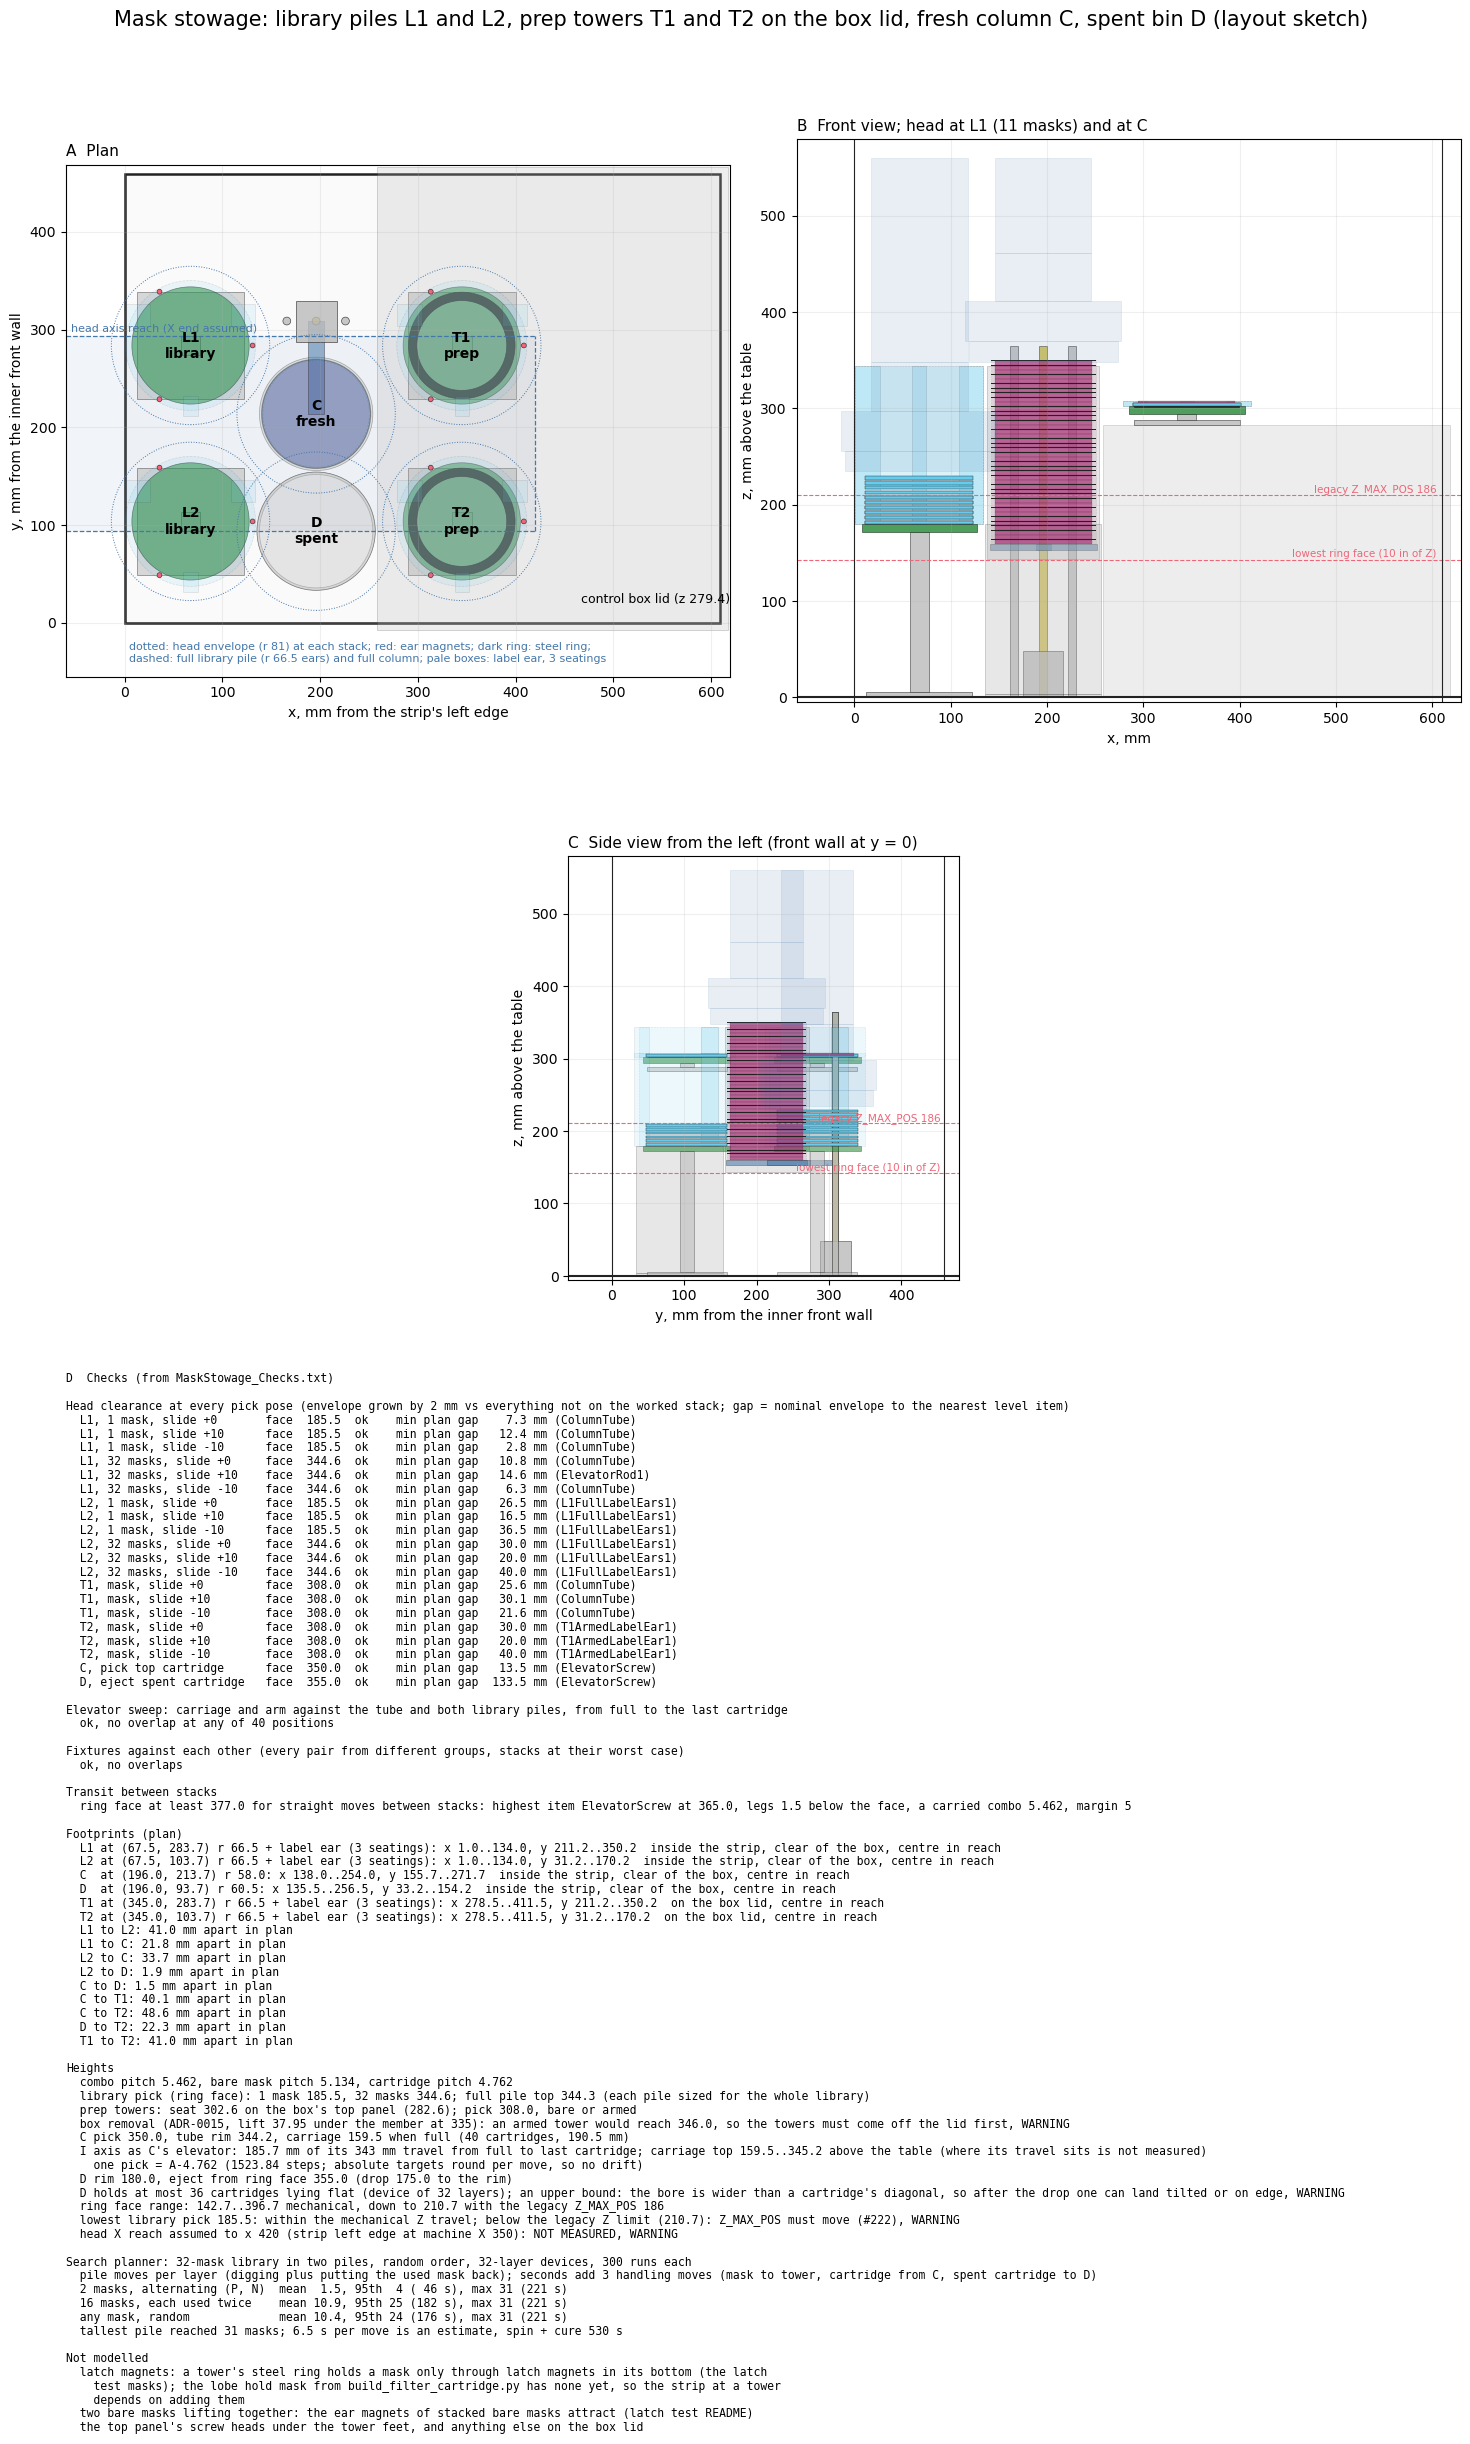 Mask stowage: library piles L1 and L2, prep towers T1 and T2 on the box lid, fresh column C, spent bin D (layout sketch)
A  Plan
L1
library
L2
library
C
fresh
D
spent
T1
prep
T2
prep
head axis reach (X end assumed)
control box lid (z 279.4)
dotted: head envelope (r 81) at each stack; red: ear magnets; dark ring: steel ring;
dashed: full library pile (r 66.5 ears) and full column; pale boxes: label ear, 3 seatings
0
100
200
300
400
0 100 200 300 400 500 600
x, mm from the strip's left edge
y, mm from the inner front wall
B  Front view; head at L1 (11 masks) and at C
legacy Z_MAX_POS 186
lowest ring face (10 in of Z)
0
100
200
300
400
500
0 100 200 300 400 500 600
x, mm
z, mm above the table
C  Side view from the left (front wall at y = 0)
legacy Z_MAX_POS 186
lowest ring face (10 in of Z)
0
100
200
300
400
500
0 100 200 300 400
y, mm from the inner front wall
z, mm above the table
D  Checks (from MaskStowage_Checks.txt)
Head clearance at every pick pose (envelope grown by 2 mm vs everything not on the worked stack; gap = nominal envelope to the nearest level item)
L1, 1 mask, slide +0       face  185.5  ok    min plan gap    7.3 mm (ColumnTube)
L1, 1 mask, slide +10      face  185.5  ok    min plan gap   12.4 mm (ColumnTube)
L1, 1 mask, slide -10      face  185.5  ok    min plan gap    2.8 mm (ColumnTube)
L1, 32 masks, slide +0     face  344.6  ok    min plan gap   10.8 mm (ColumnTube)
L1, 32 masks, slide +10    face  344.6  ok    min plan gap   14.6 mm (ElevatorRod1)
L1, 32 masks, slide -10    face  344.6  ok    min plan gap    6.3 mm (ColumnTube)
L2, 1 mask, slide +0       face  185.5  ok    min plan gap   26.5 mm (L1FullLabelEars1)
L2, 1 mask, slide +10      face  185.5  ok    min plan gap   16.5 mm (L1FullLabelEars1)
L2, 1 mask, slide -10      face  185.5  ok    min plan gap   36.5 mm (L1FullLabelEars1)
L2, 32 masks, slide +0     face  344.6  ok    min plan gap   30.0 mm (L1FullLabelEars1)
L2, 32 masks, slide +10    face  344.6  ok    min plan gap   20.0 mm (L1FullLabelEars1)
L2, 32 masks, slide -10    face  344.6  ok    min plan gap   40.0 mm (L1FullLabelEars1)
T1, mask, slide +0         face  308.0  ok    min plan gap   25.6 mm (ColumnTube)
T1, mask, slide +10        face  308.0  ok    min plan gap   30.1 mm (ColumnTube)
T1, mask, slide -10        face  308.0  ok    min plan gap   21.6 mm (ColumnTube)
T2, mask, slide +0         face  308.0  ok    min plan gap   30.0 mm (T1ArmedLabelEar1)
T2, mask, slide +10        face  308.0  ok    min plan gap   20.0 mm (T1ArmedLabelEar1)
T2, mask, slide -10        face  308.0  ok    min plan gap   40.0 mm (T1ArmedLabelEar1)
C, pick top cartridge      face  350.0  ok    min plan gap   13.5 mm (ElevatorScrew)
D, eject spent cartridge   face  355.0  ok    min plan gap  133.5 mm (ElevatorScrew)
Elevator sweep: carriage and arm against the tube and both library piles, from full to the last cartridge
ok, no overlap at any of 40 positions
Fixtures against each other (every pair from different groups, stacks at their worst case)
ok, no overlaps
Transit between stacks
ring face at least 377.0 for straight moves between stacks: highest item ElevatorScrew at 365.0, legs 1.5 below the face, a carried combo 5.462, margin 5
Footprints (plan)
L1 at (67.5, 283.7) r 66.5 + label ear (3 seatings): x 1.0..134.0, y 211.2..350.2  inside the strip, clear of the box, centre in reach
L2 at (67.5, 103.7) r 66.5 + label ear (3 seatings): x 1.0..134.0, y 31.2..170.2  inside the strip, clear of the box, centre in reach
C  at (196.0, 213.7) r 58.0: x 138.0..254.0, y 155.7..271.7  inside the strip, clear of the box, centre in reach
D  at (196.0, 93.7) r 60.5: x 135.5..256.5, y 33.2..154.2  inside the strip, clear of the box, centre in reach
T1 at (345.0, 283.7) r 66.5 + label ear (3 seatings): x 278.5..411.5, y 211.2..350.2  on the box lid, centre in reach
T2 at (345.0, 103.7) r 66.5 + label ear (3 seatings): x 278.5..411.5, y 31.2..170.2  on the box lid, centre in reach
L1 to L2: 41.0 mm apart in plan
L1 to C: 21.8 mm apart in plan
L2 to C: 33.7 mm apart in plan
L2 to D: 1.9 mm apart in plan
C to D: 1.5 mm apart in plan
C to T1: 40.1 mm apart in plan
C to T2: 48.6 mm apart in plan
D to T2: 22.3 mm apart in plan
T1 to T2: 41.0 mm apart in plan
Heights
combo pitch 5.462, bare mask pitch 5.134, cartridge pitch 4.762
library pick (ring face): 1 mask 185.5, 32 masks 344.6; full pile top 344.3 (each pile sized for the whole library)
prep towers: seat 302.6 on the box's top panel (282.6); pick 308.0, bare or armed
box removal (ADR-0015, lift 37.95 under the member at 335): an armed tower would reach 346.0, so the towers must come off the lid first, WARNING
C pick 350.0, tube rim 344.2, carriage 159.5 when full (40 cartridges, 190.5 mm)
I axis as C's elevator: 185.7 mm of its 343 mm travel from full to last cartridge; carriage top 159.5..345.2 above the table (where its travel sits is not measured)
one pick = A-4.762 (1523.84 steps; absolute targets round per move, so no drift)
D rim 180.0, eject from ring face 355.0 (drop 175.0 to the rim)
D holds at most 36 cartridges lying flat (device of 32 layers); an upper bound: the bore is wider than a cartridge's diagonal, so after the drop one can land tilted or on edge, WARNING
ring face range: 142.7..396.7 mechanical, down to 210.7 with the legacy Z_MAX_POS 186
lowest library pick 185.5: within the mechanical Z travel; below the legacy Z limit (210.7): Z_MAX_POS must move (#222), WARNING
head X reach assumed to x 420 (strip left edge at machine X 350): NOT MEASURED, WARNING
Search planner: 32-mask library in two piles, random order, 32-layer devices, 300 runs each
pile moves per layer (digging plus putting the used mask back); seconds add 3 handling moves (mask to tower, cartridge from C, spent cartridge to D)
2 masks, alternating (P, N)  mean  1.5, 95th  4 ( 46 s), max 31 (221 s)
16 masks, each used twice    mean 10.9, 95th 25 (182 s), max 31 (221 s)
any mask, random             mean 10.4, 95th 24 (176 s), max 31 (221 s)
tallest pile reached 31 masks; 6.5 s per move is an estimate, spin + cure 530 s
Not modelled
latch magnets: a tower's steel ring holds a mask only through latch magnets in its bottom (the latch
test masks); the lobe hold mask from build_filter_cartridge.py has none yet, so the strip at a tower
depends on adding them
two bare masks lifting together: the ear magnets of stacked bare masks attract (latch test README)
the top panel's screw heads under the tower feet, and anything else on the box lid